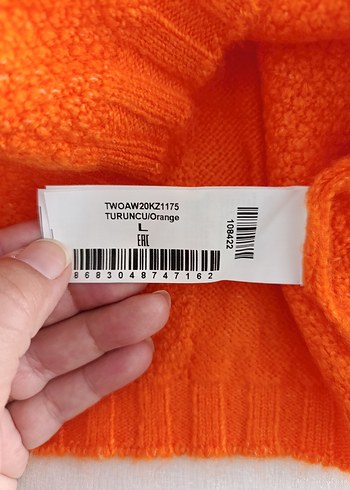 TWOAW20KZ1175
TURUNCU/Orange
L
EAC
8683048747162
108422